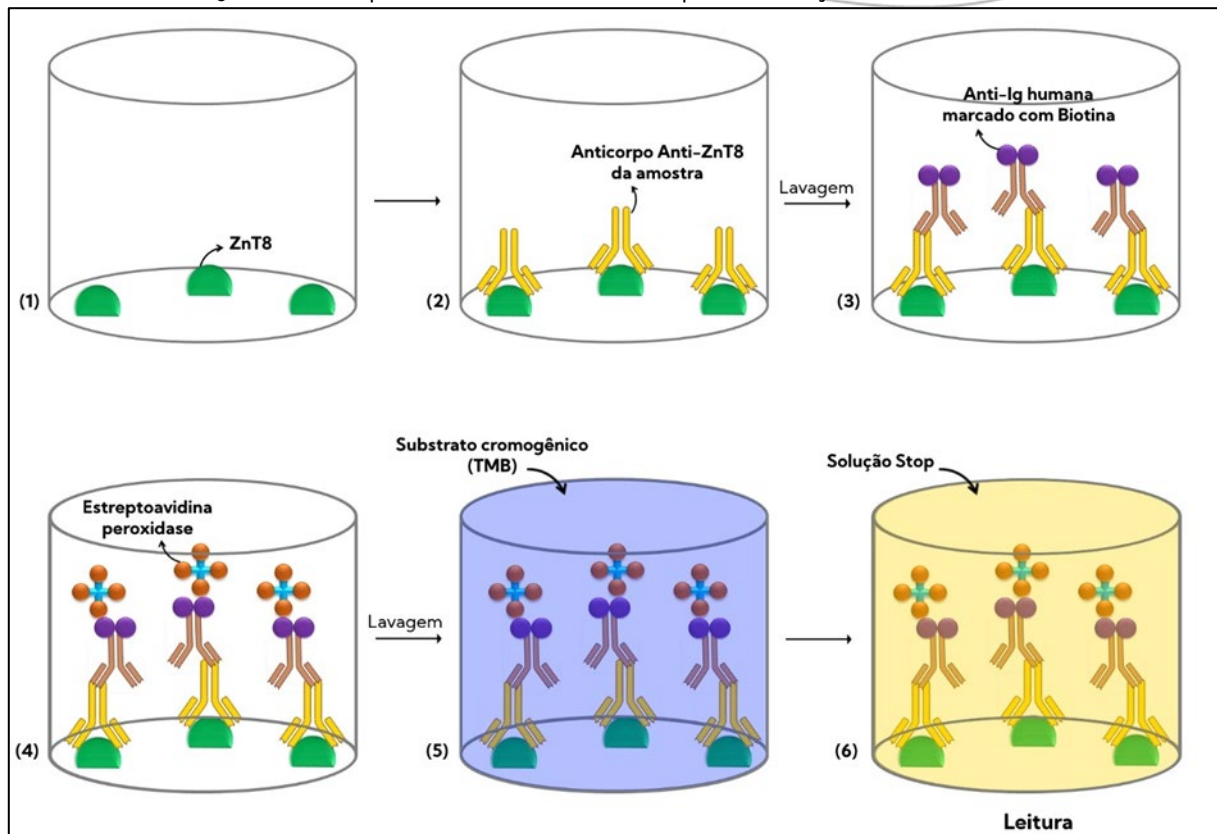 (1)
ZnT8
(2)
Anticorpo Anti-ZnT8
da amostra
Lavagem
(3)
Anti-Ig humana
marcado com Biotina
(4)
Estreptoavidina
peroxidase
Lavagem
(5)
Substrato cromogênico
(TMB)
(6)
Solução Stop
Leitura